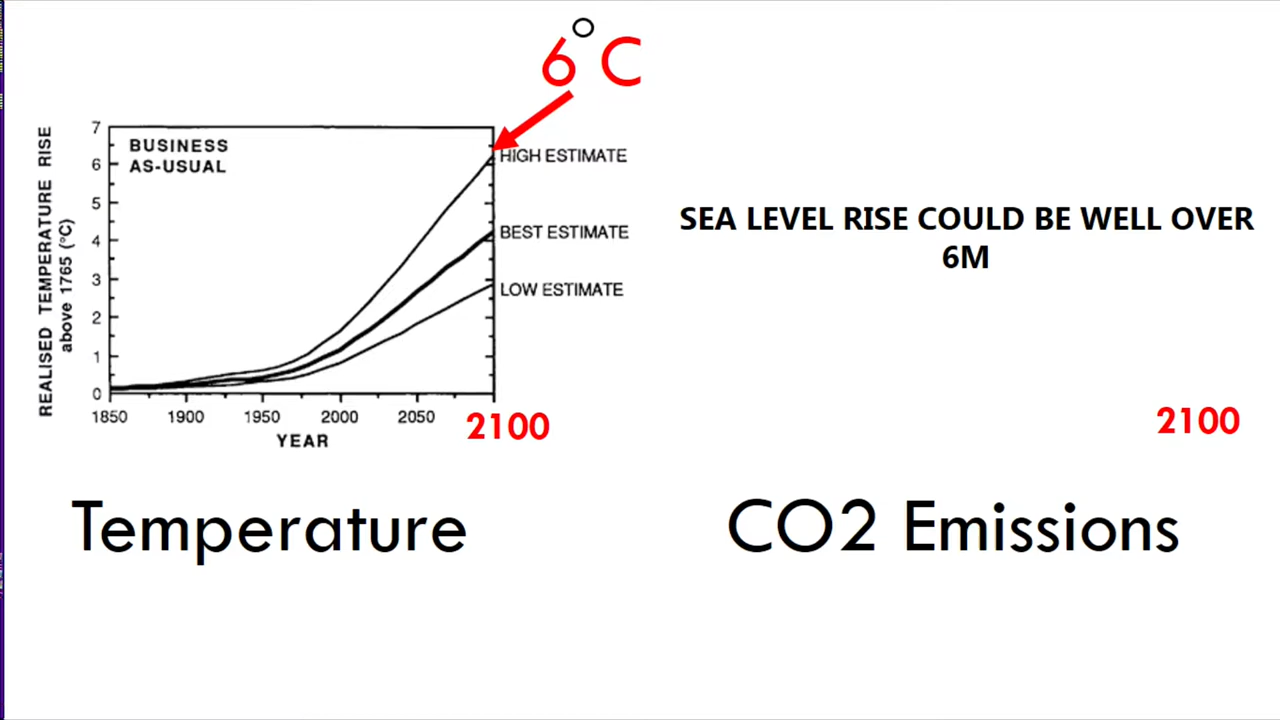 6°C
REALISED TEMPERATURE RISE
above 1765 (°C)
7
6
5
4
3
2
1
0
BUSINESS
AS-USUAL
HIGH ESTIMATE
BEST ESTIMATE
LOW ESTIMATE
1850 1900 1950 2000 2050 2100
YEAR
Temperature
SEA LEVEL RISE COULD BE WELL OVER
6M
2100
CO2 Emissions